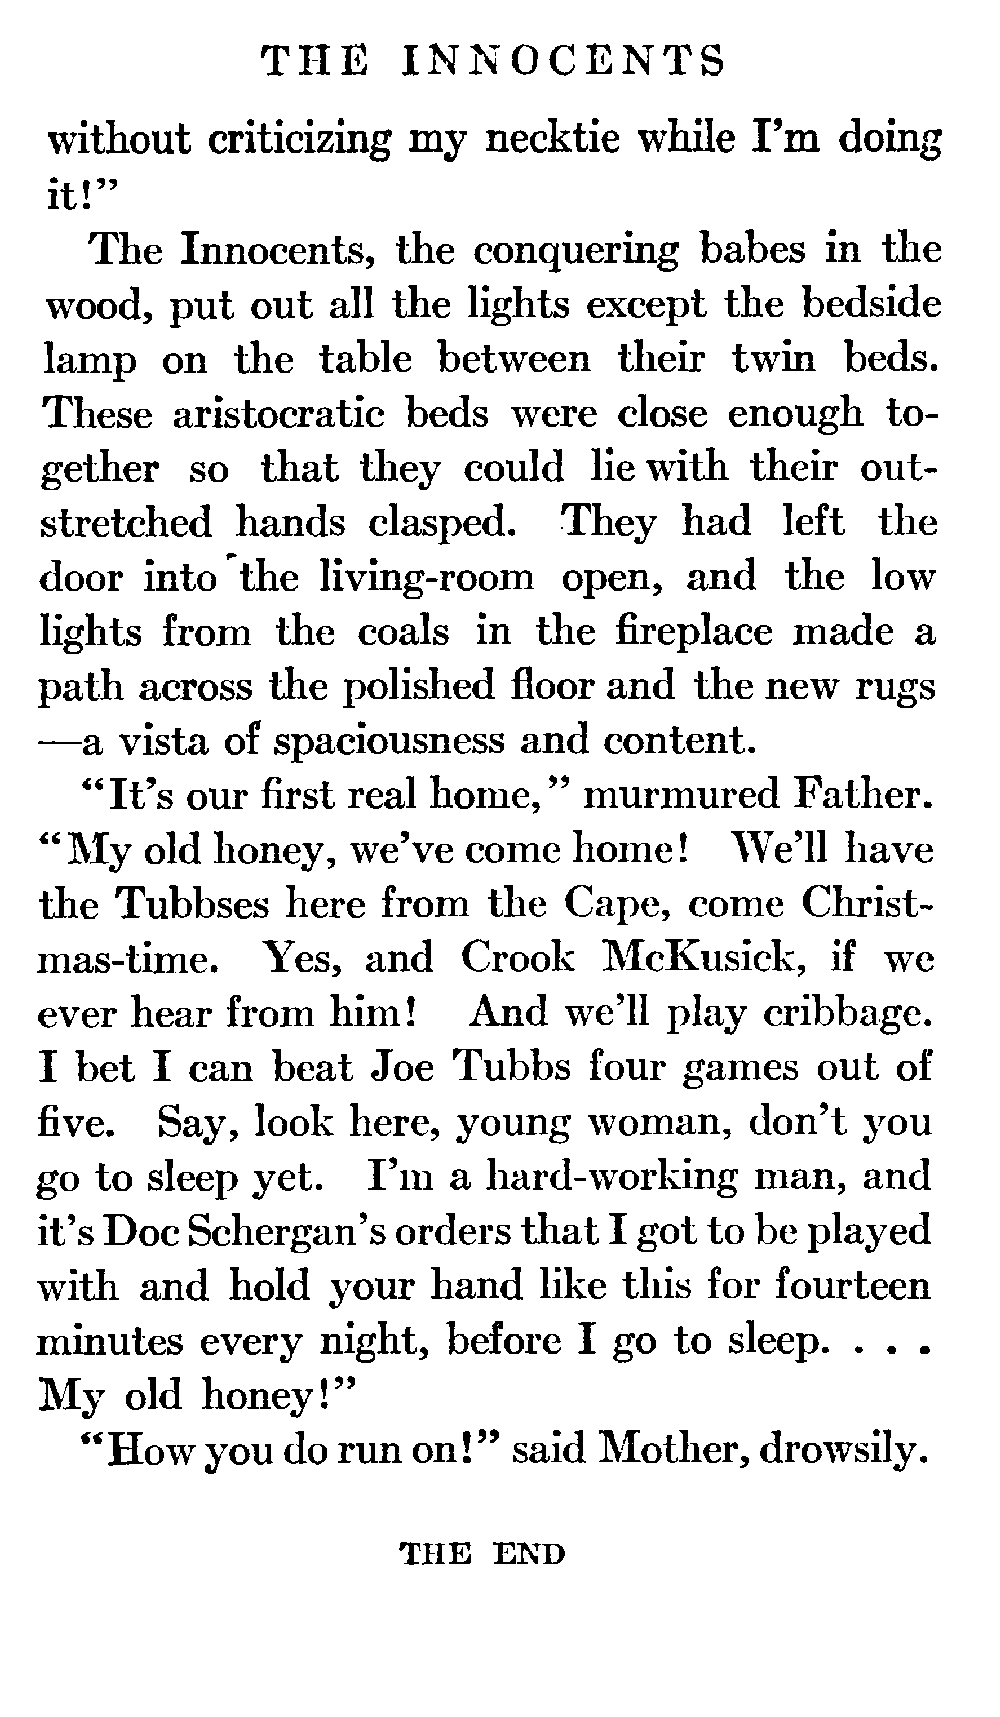 THE INNOCENTS
without criticizing my necktie while I'm doing
it!"
The Innocents, the conquering babes in the
wood, put out all the lights except the bedside
lamp on the table between their twin beds.
These aristocratic beds were close enough to-
gether so that they could lie with their out-
stretched hands clasped. They had left the
door into the living-room open, and the low
lights from the coals in the fireplace made a
path across the polished floor and the new rugs
—a vista of spaciousness and content.
"It's our first real home," murmured Father.
"My old honey, we've come home! We'll have
the Tubbses here from the Cape, come Christ-
mas-time. Yes, and Crook McKusick, if we
ever hear from him! And we'll play cribbage.
I bet I can beat Joe Tubbs four games out of
five. Say, look here, young woman, don't you
go to sleep yet. I'm a hard-working man, and
it's Doc Schergan's orders that I got to be played
with and hold your hand like this for fourteen
minutes every night, before I go to sleep. . . .
My old honey!"
"How you do run on!" said Mother, drowsily.
THE END